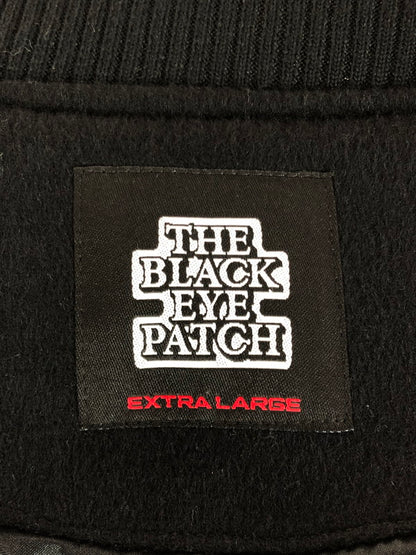 THE
BLACK
EYE
PATCH
EXTRA LARGE